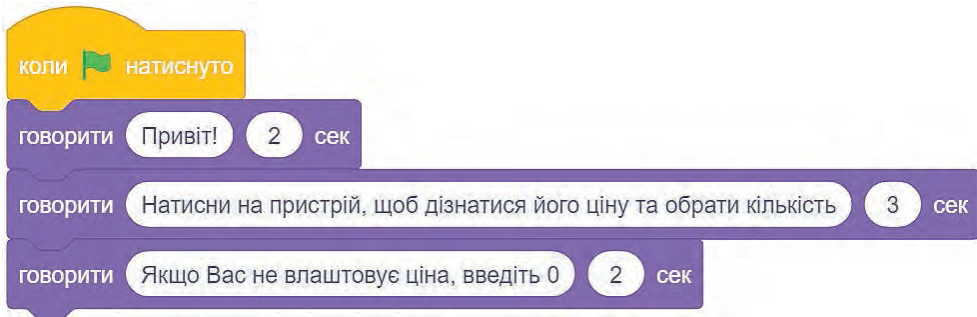 коли натиснуто
говорити Привіт! 2 сек
говорити Натисни на пристрій, щоб дізнатися його ціну та обрати кількість 3 сек
говорити Якщо Вас не влаштовує ціна, введіть 0 2 сек